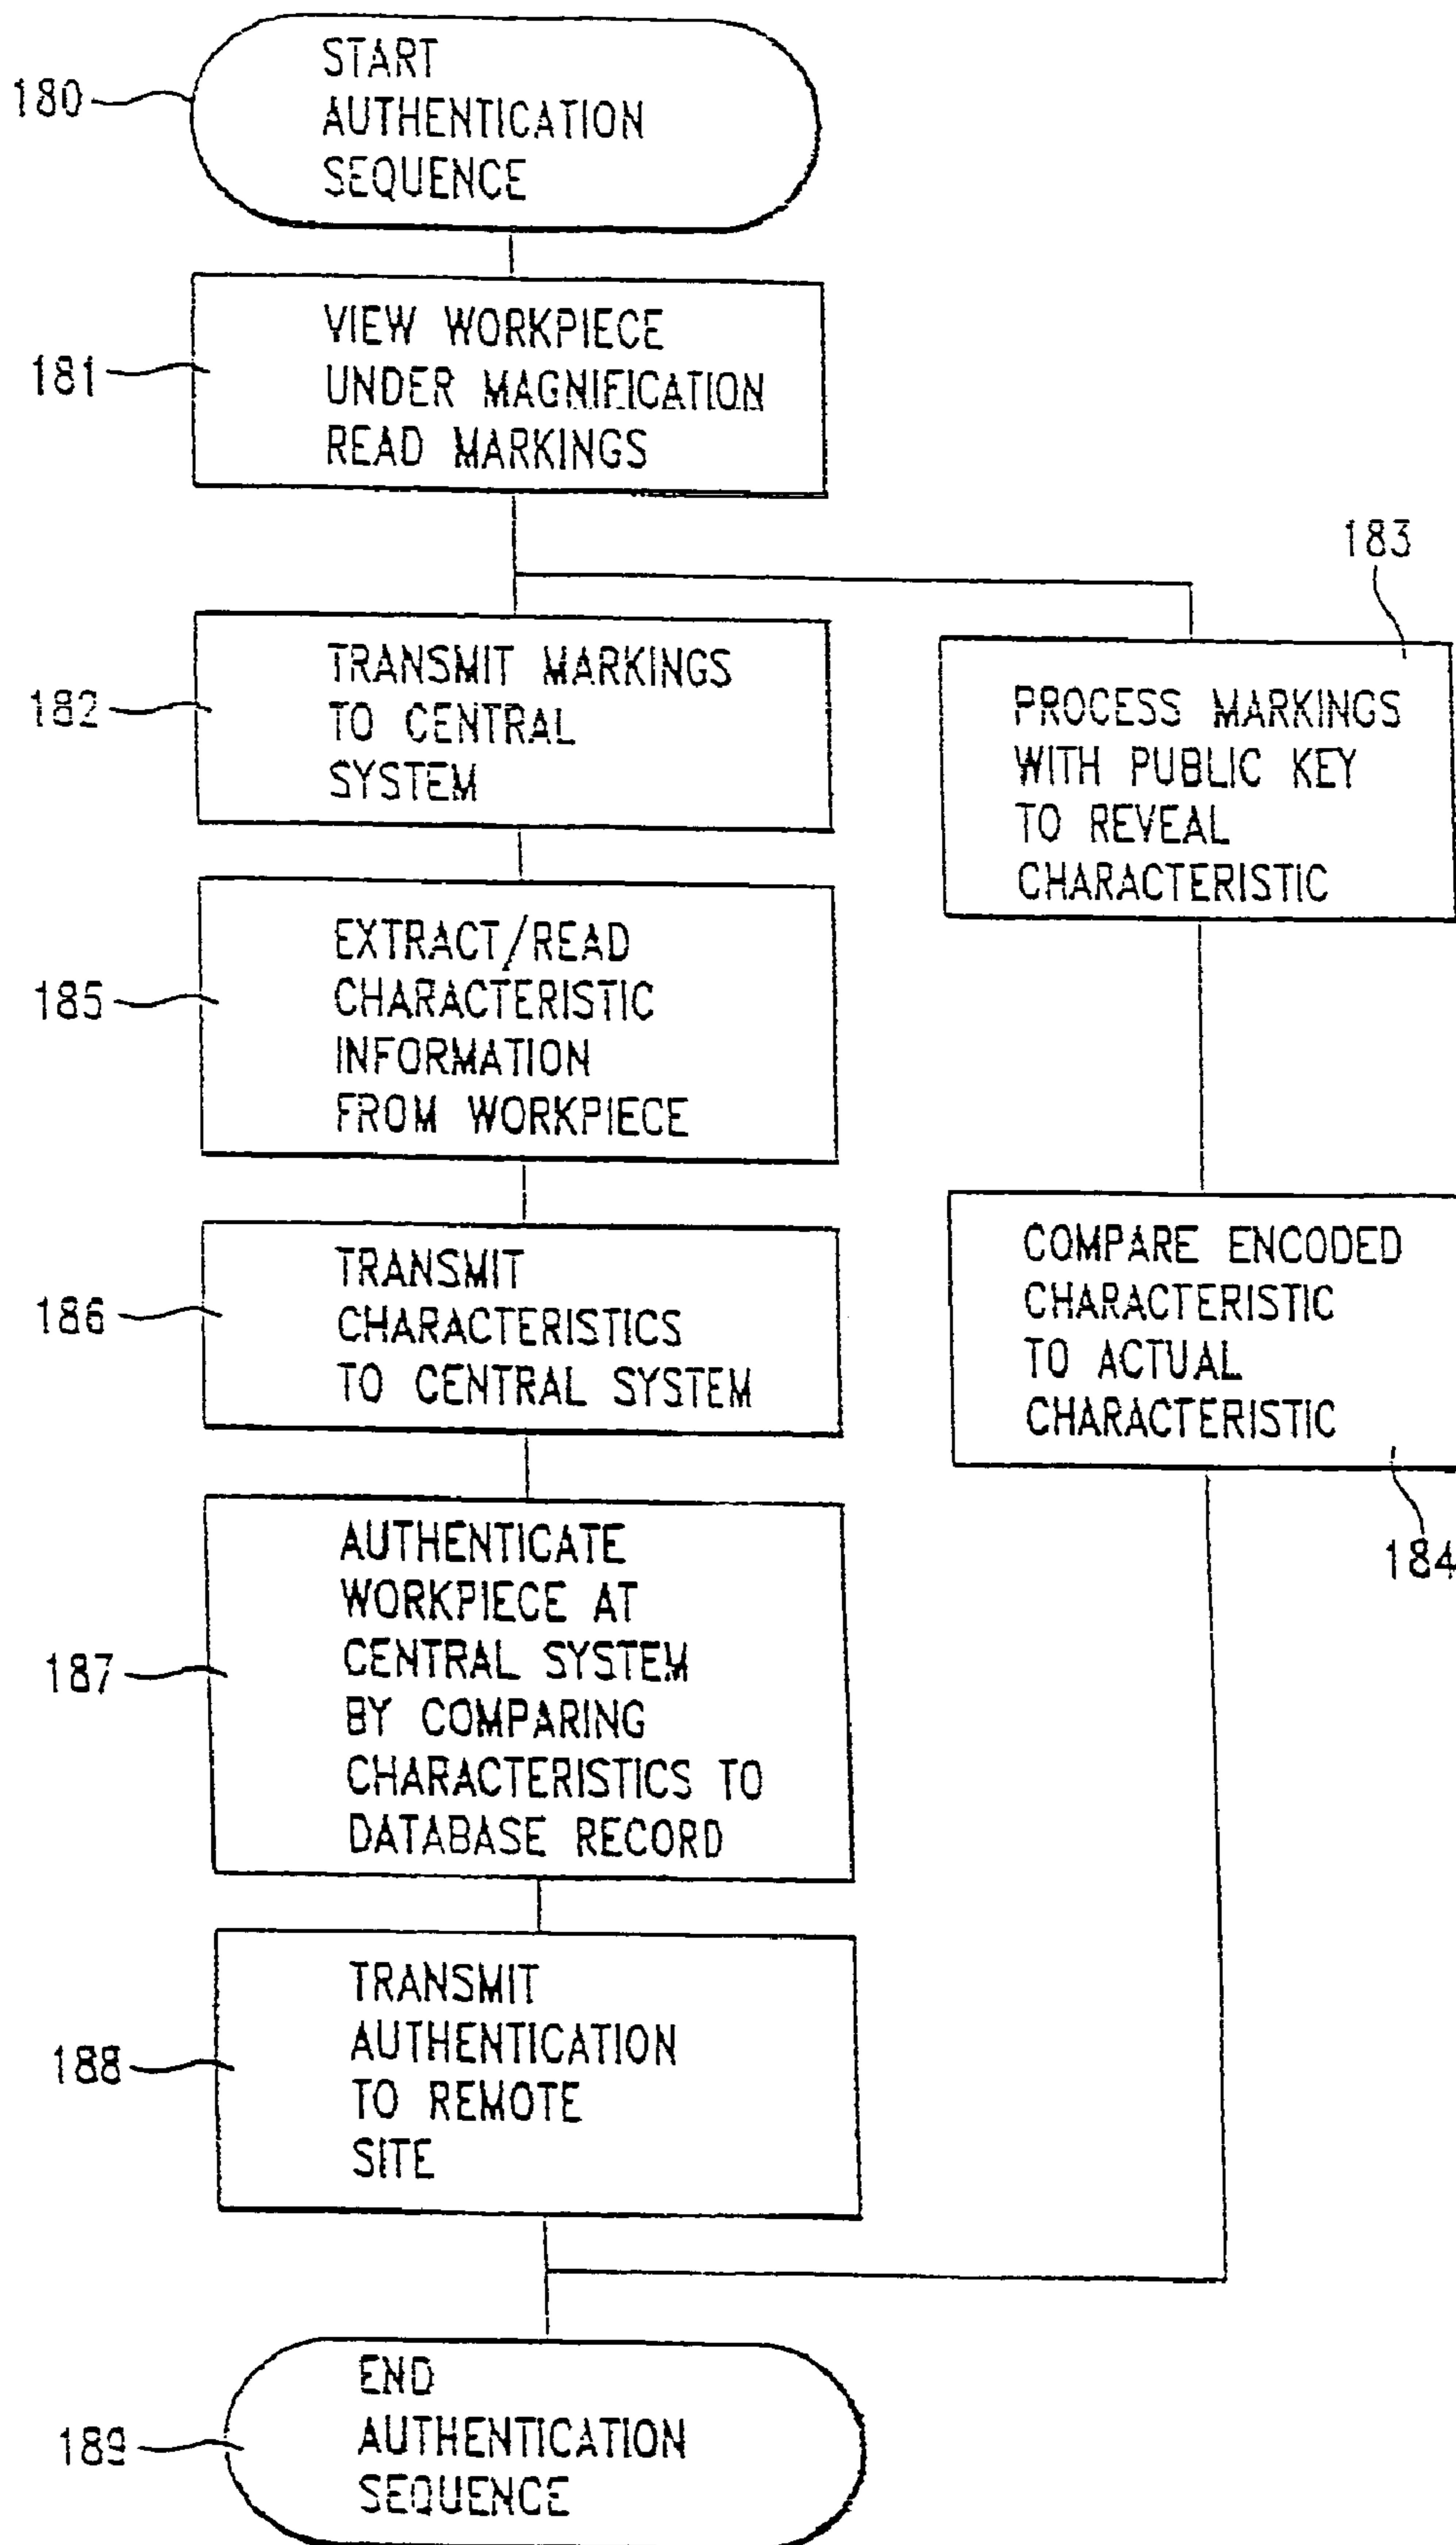 180
START
AUTHENTICATION
SEQUENCE
181
VIEW WORKPIECE
UNDER MAGNIFICATION
READ MARKINGS
182
TRANSMIT MARKINGS
TO CENTRAL
SYSTEM
183
PROCESS MARKINGS
WITH PUBLIC KEY
TO REVEAL
CHARACTERISTIC
185
EXTRACT/READ
CHARACTERISTIC
INFORMATION
FROM WORKPIECE
186
TRANSMIT
CHARACTERISTICS
TO CENTRAL SYSTEM
COMPARE ENCODED
CHARACTERISTIC
TO ACTUAL
CHARACTERISTIC
184
187
AUTHENTICATE
WORKPIECE AT
CENTRAL SYSTEM
BY COMPARING
CHARACTERISTICS TO
DATABASE RECORD
188
TRANSMIT
AUTHENTICATION
TO REMOTE
SITE
189
END
AUTHENTICATION
SEQUENCE